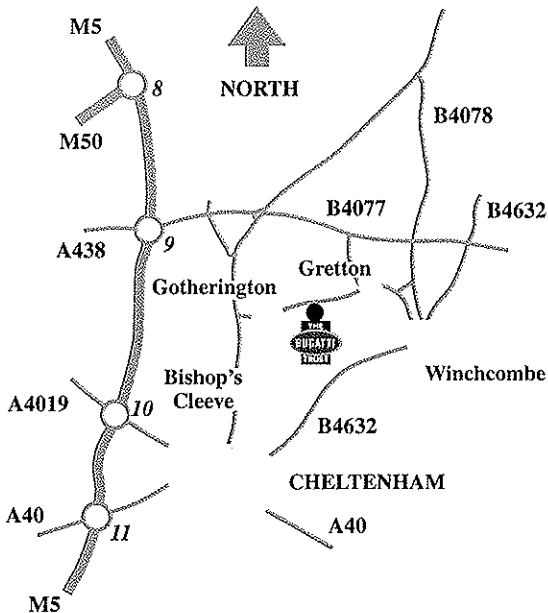 M5
8
NORTH
M50
B4078
B4077
B4632
A438
9
Gretton
Gotherington
THE
BUGATTI
TRUST
Bishop's
Cleeve
Winchcombe
A4019
10
B4632
CHELTENHAM
A40
11
A40
M5